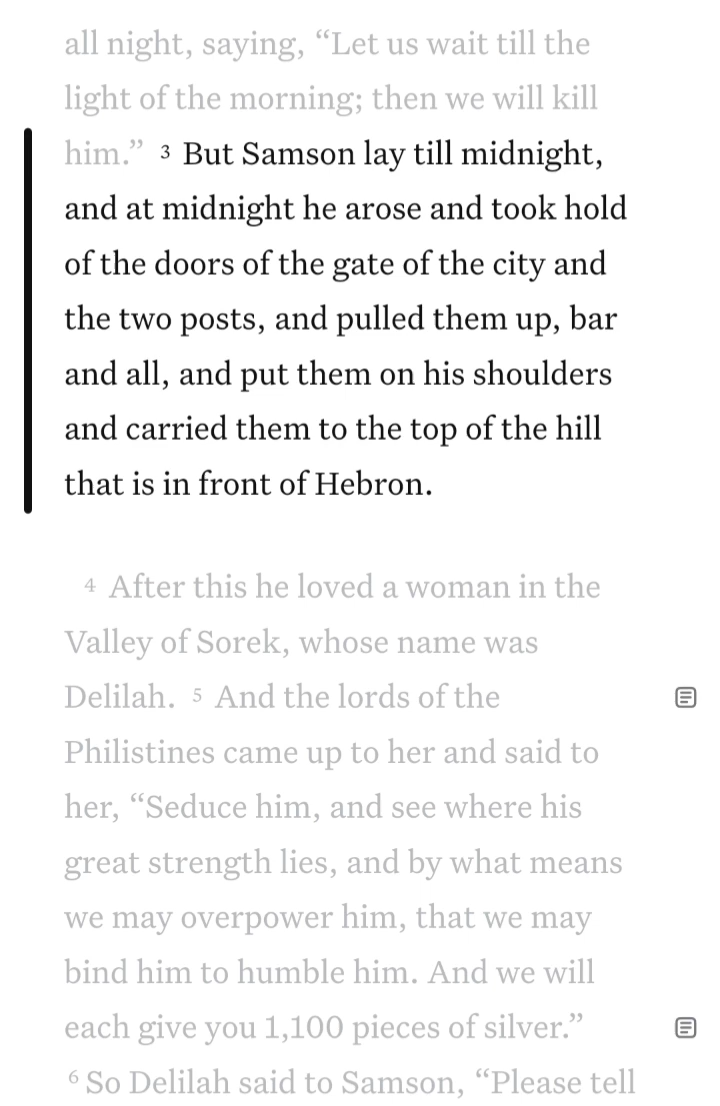 all night, saying, “Let us wait till the
light of the morning; then we will kill
him.” 3 But Samson lay till midnight,
and at midnight he arose and took hold
of the doors of the gate of the city and
the two posts, and pulled them up, bar
and all, and put them on his shoulders
and carried them to the top of the hill
that is in front of Hebron.
4 After this he loved a woman in the
Valley of Sorek, whose name was
Delilah. 5 And the lords of the
Philistines came up to her and said to
her, “Seduce him, and see where his
great strength lies, and by what means
we may overpower him, that we may
bind him to humble him. And we will
each give you 1,100 pieces of silver.”
6 So Delilah said to Samson, “Please tell